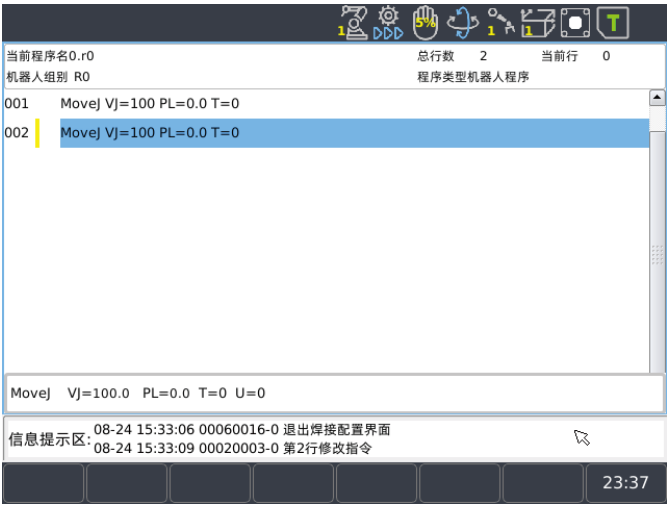 1 5% 1 1 T
当前程序名0.r0 总行数 2 当前行 0
机器人组别 R0 程序类型机器人程序
001 MoveJ VJ=100 PL=0.0 T=0
002 MoveJ VJ=100 PL=0.0 T=0
MoveJ VJ=100.0 PL=0.0 T=0 U=0
信息提示区: 08-24 15:33:06 00060016-0 退出焊接配置界面
08-24 15:33:09 00020003-0 第2行修改指令
23:37